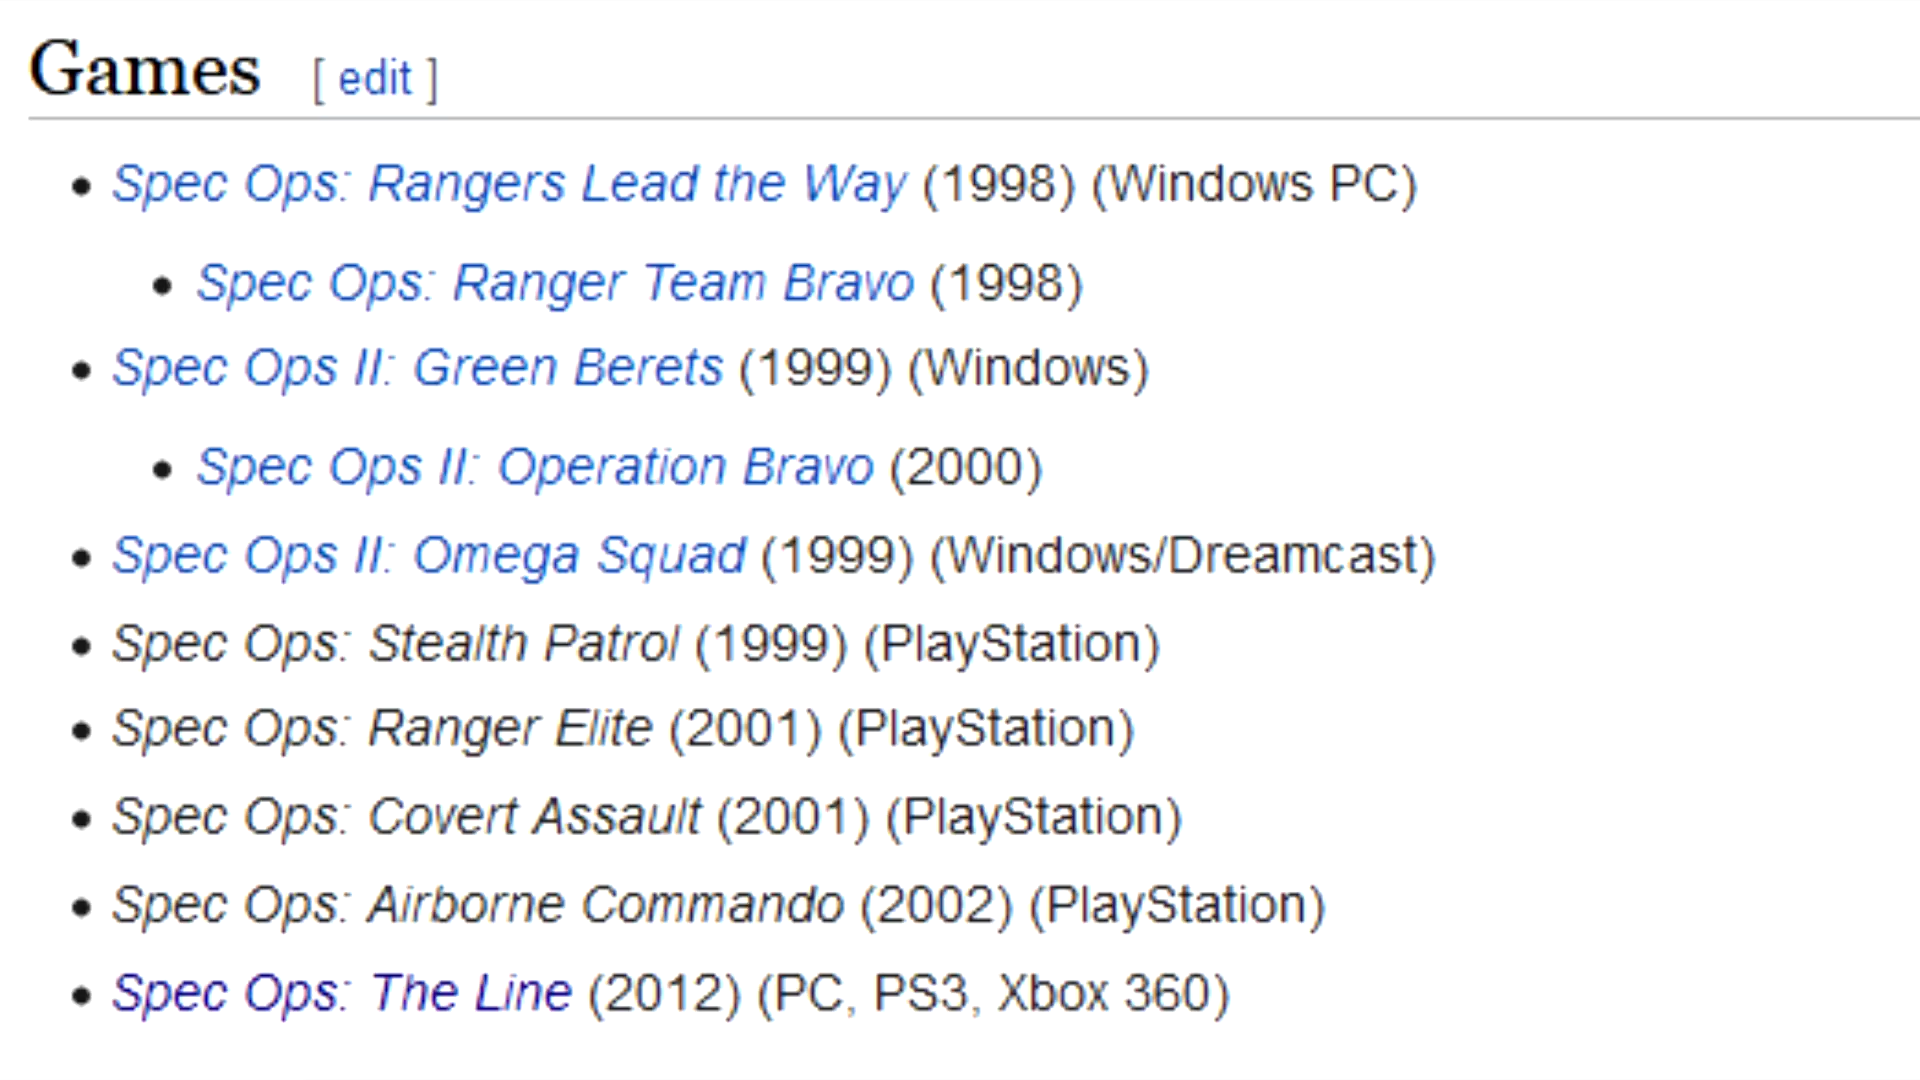 Games [ edit ]
• Spec Ops: Rangers Lead the Way (1998) (Windows PC)
• Spec Ops: Ranger Team Bravo (1998)
• Spec Ops II: Green Berets (1999) (Windows)
• Spec Ops II: Operation Bravo (2000)
• Spec Ops II: Omega Squad (1999) (Windows/Dreamcast)
• Spec Ops: Stealth Patrol (1999) (PlayStation)
• Spec Ops: Ranger Elite (2001) (PlayStation)
• Spec Ops: Covert Assault (2001) (PlayStation)
• Spec Ops: Airborne Commando (2002) (PlayStation)
• Spec Ops: The Line (2012) (PC, PS3, Xbox 360)